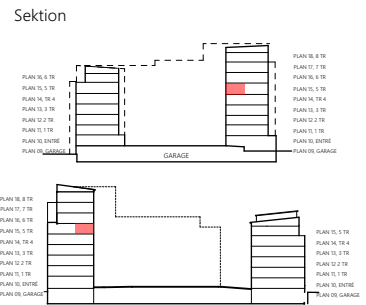 Sektion
PLAN 16, 6 TR
PLAN 15, 5 TR
PLAN 14, TR 4
PLAN 13, 3 TR
PLAN 12 2 TR
PLAN 11, 1 TR
PLAN 10, ENTRÉ
PLAN 09, GARAGE
GARAGE
PLAN 18, 8 TR
PLAN 17, 7 TR
PLAN 16, 6 TR
PLAN 15, 5 TR
PLAN 14, TR 4
PLAN 13, 3 TR
PLAN 12 2 TR
PLAN 11, 1 TR
PLAN 10, ENTRÉ
PLAN 09, GARAGE
PLAN 18, 8 TR
PLAN 17, 7 TR
PLAN 16, 6 TR
PLAN 15, 5 TR
PLAN 14, TR 4
PLAN 13, 3 TR
PLAN 12 2 TR
PLAN 11, 1 TR
PLAN 10, ENTRÉ
PLAN 09, GARAGE
PLAN 15, 5 TR
PLAN 14, TR 4
PLAN 13, 3 TR
PLAN 12 2 TR
PLAN 11, 1 TR
PLAN 10, ENTRÉ
PLAN 09, GARAGE